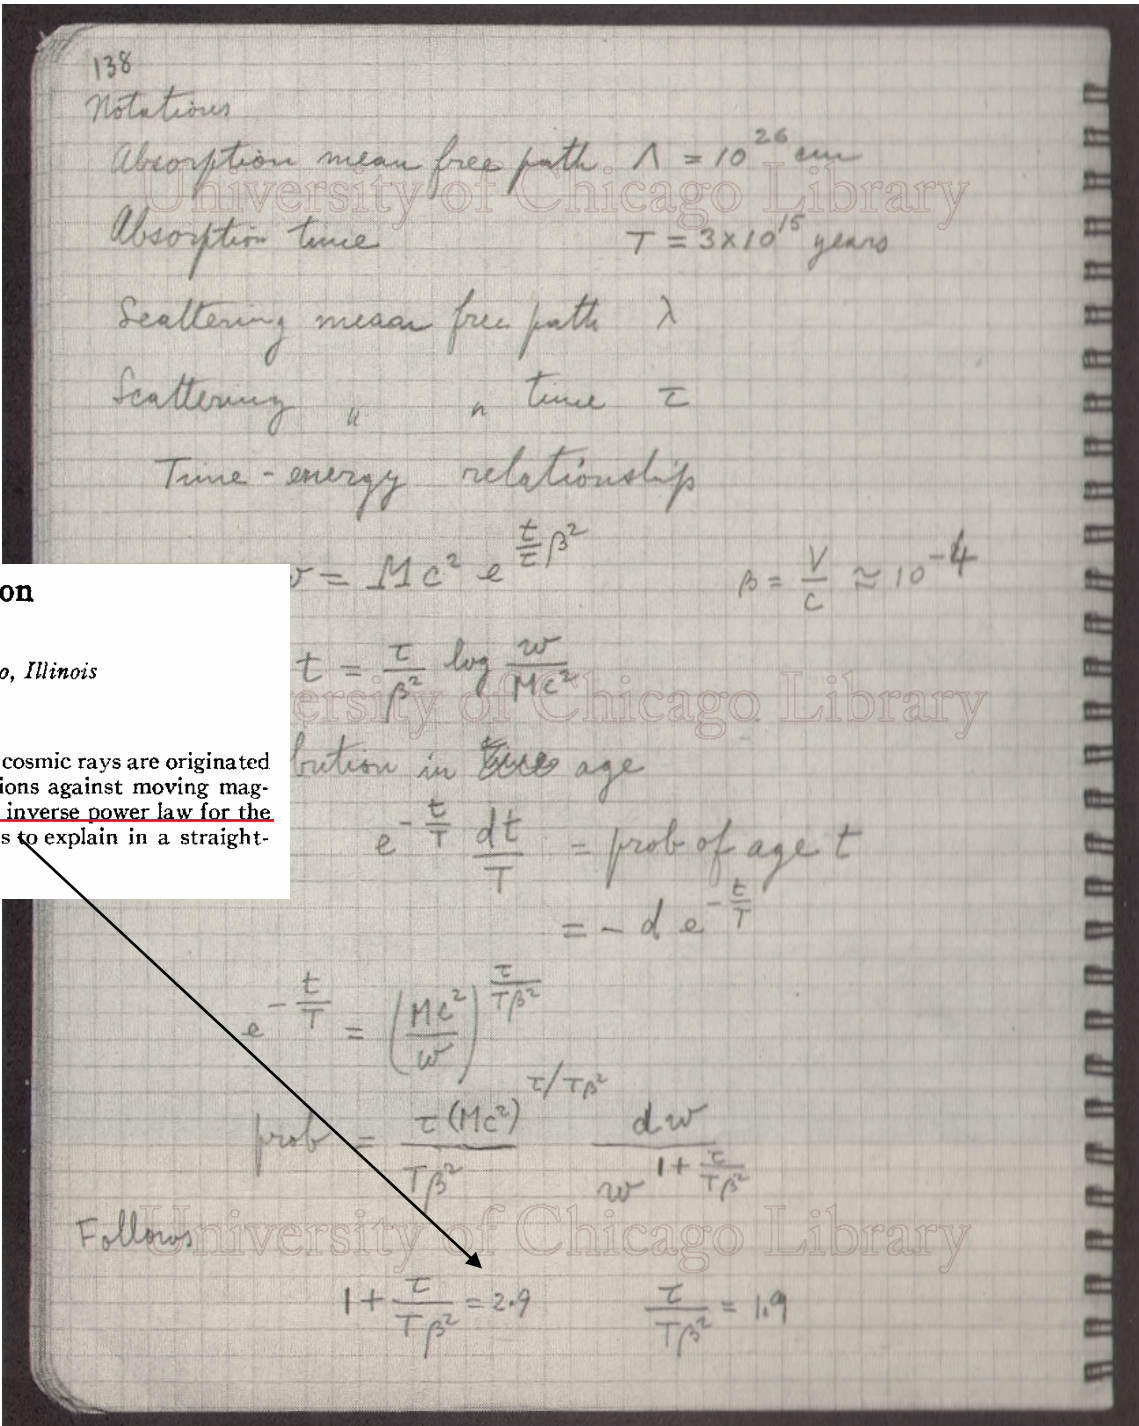 138
Notations
Absorption mean free path Λ = 10^26 cm
Absorption time T = 3×10^15 years
Scattering mean free path λ
Scattering " " time τ
Time-energy relationship
w = Mc² e^(t/τ β²) β = V/c ≈ 10^-4
t = τ/β² log w/Mc²
bution in time age
e^(-t/T) dt/T = prob of age t
= - d e^(-t/T)
e^(-t/T) = (Mc²/w)^(τ/Tβ²)
prob = τ(Mc²)^(τ/Tβ²) / Tβ² dw / w^(1+τ/Tβ²)
Follows
1 + τ/Tβ² = 2.9 τ/Tβ² = 1.9
on
o, Illinois
cosmic rays are originated
ions against moving mag-
inverse power law for the
s to explain in a straight-
University of Chicago Library
ersity of Chicago Library
University of Chicago Library